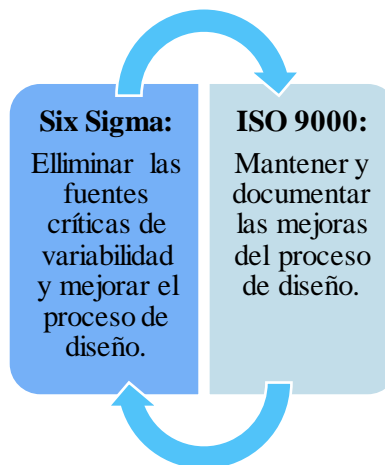 Six Sigma:
Elliminar las
fuentes
críticas de
variabilidad
y mejorar el
proceso de
diseño.
ISO 9000:
Mantener y
documentar
las mejoras
del proceso
de diseño.